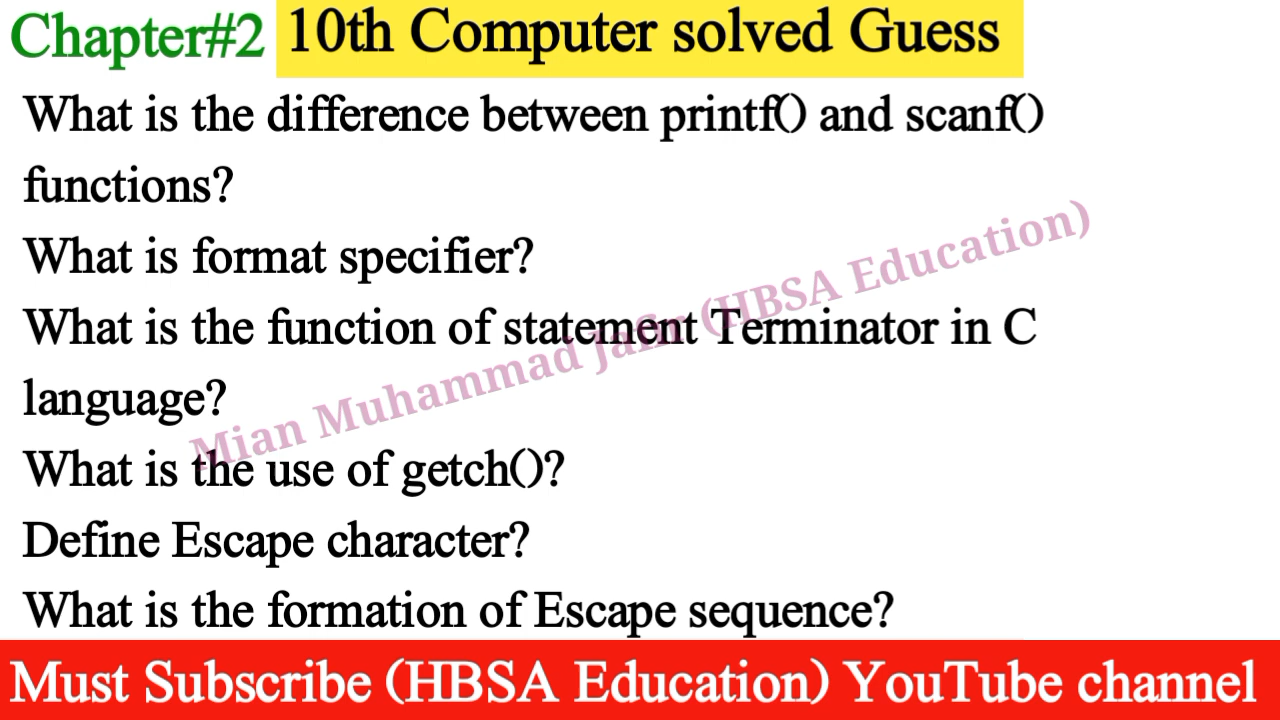 Chapter#2 10th Computer solved Guess
What is the difference between printf() and scanf()
functions?
What is format specifier?
What is the function of statement Terminator in C
language?
What is the use of getch()?
Define Escape character?
What is the formation of Escape sequence?
Mian Muhammad Jafir (HBSA Education)
Must Subscribe (HBSA Education) YouTube channel